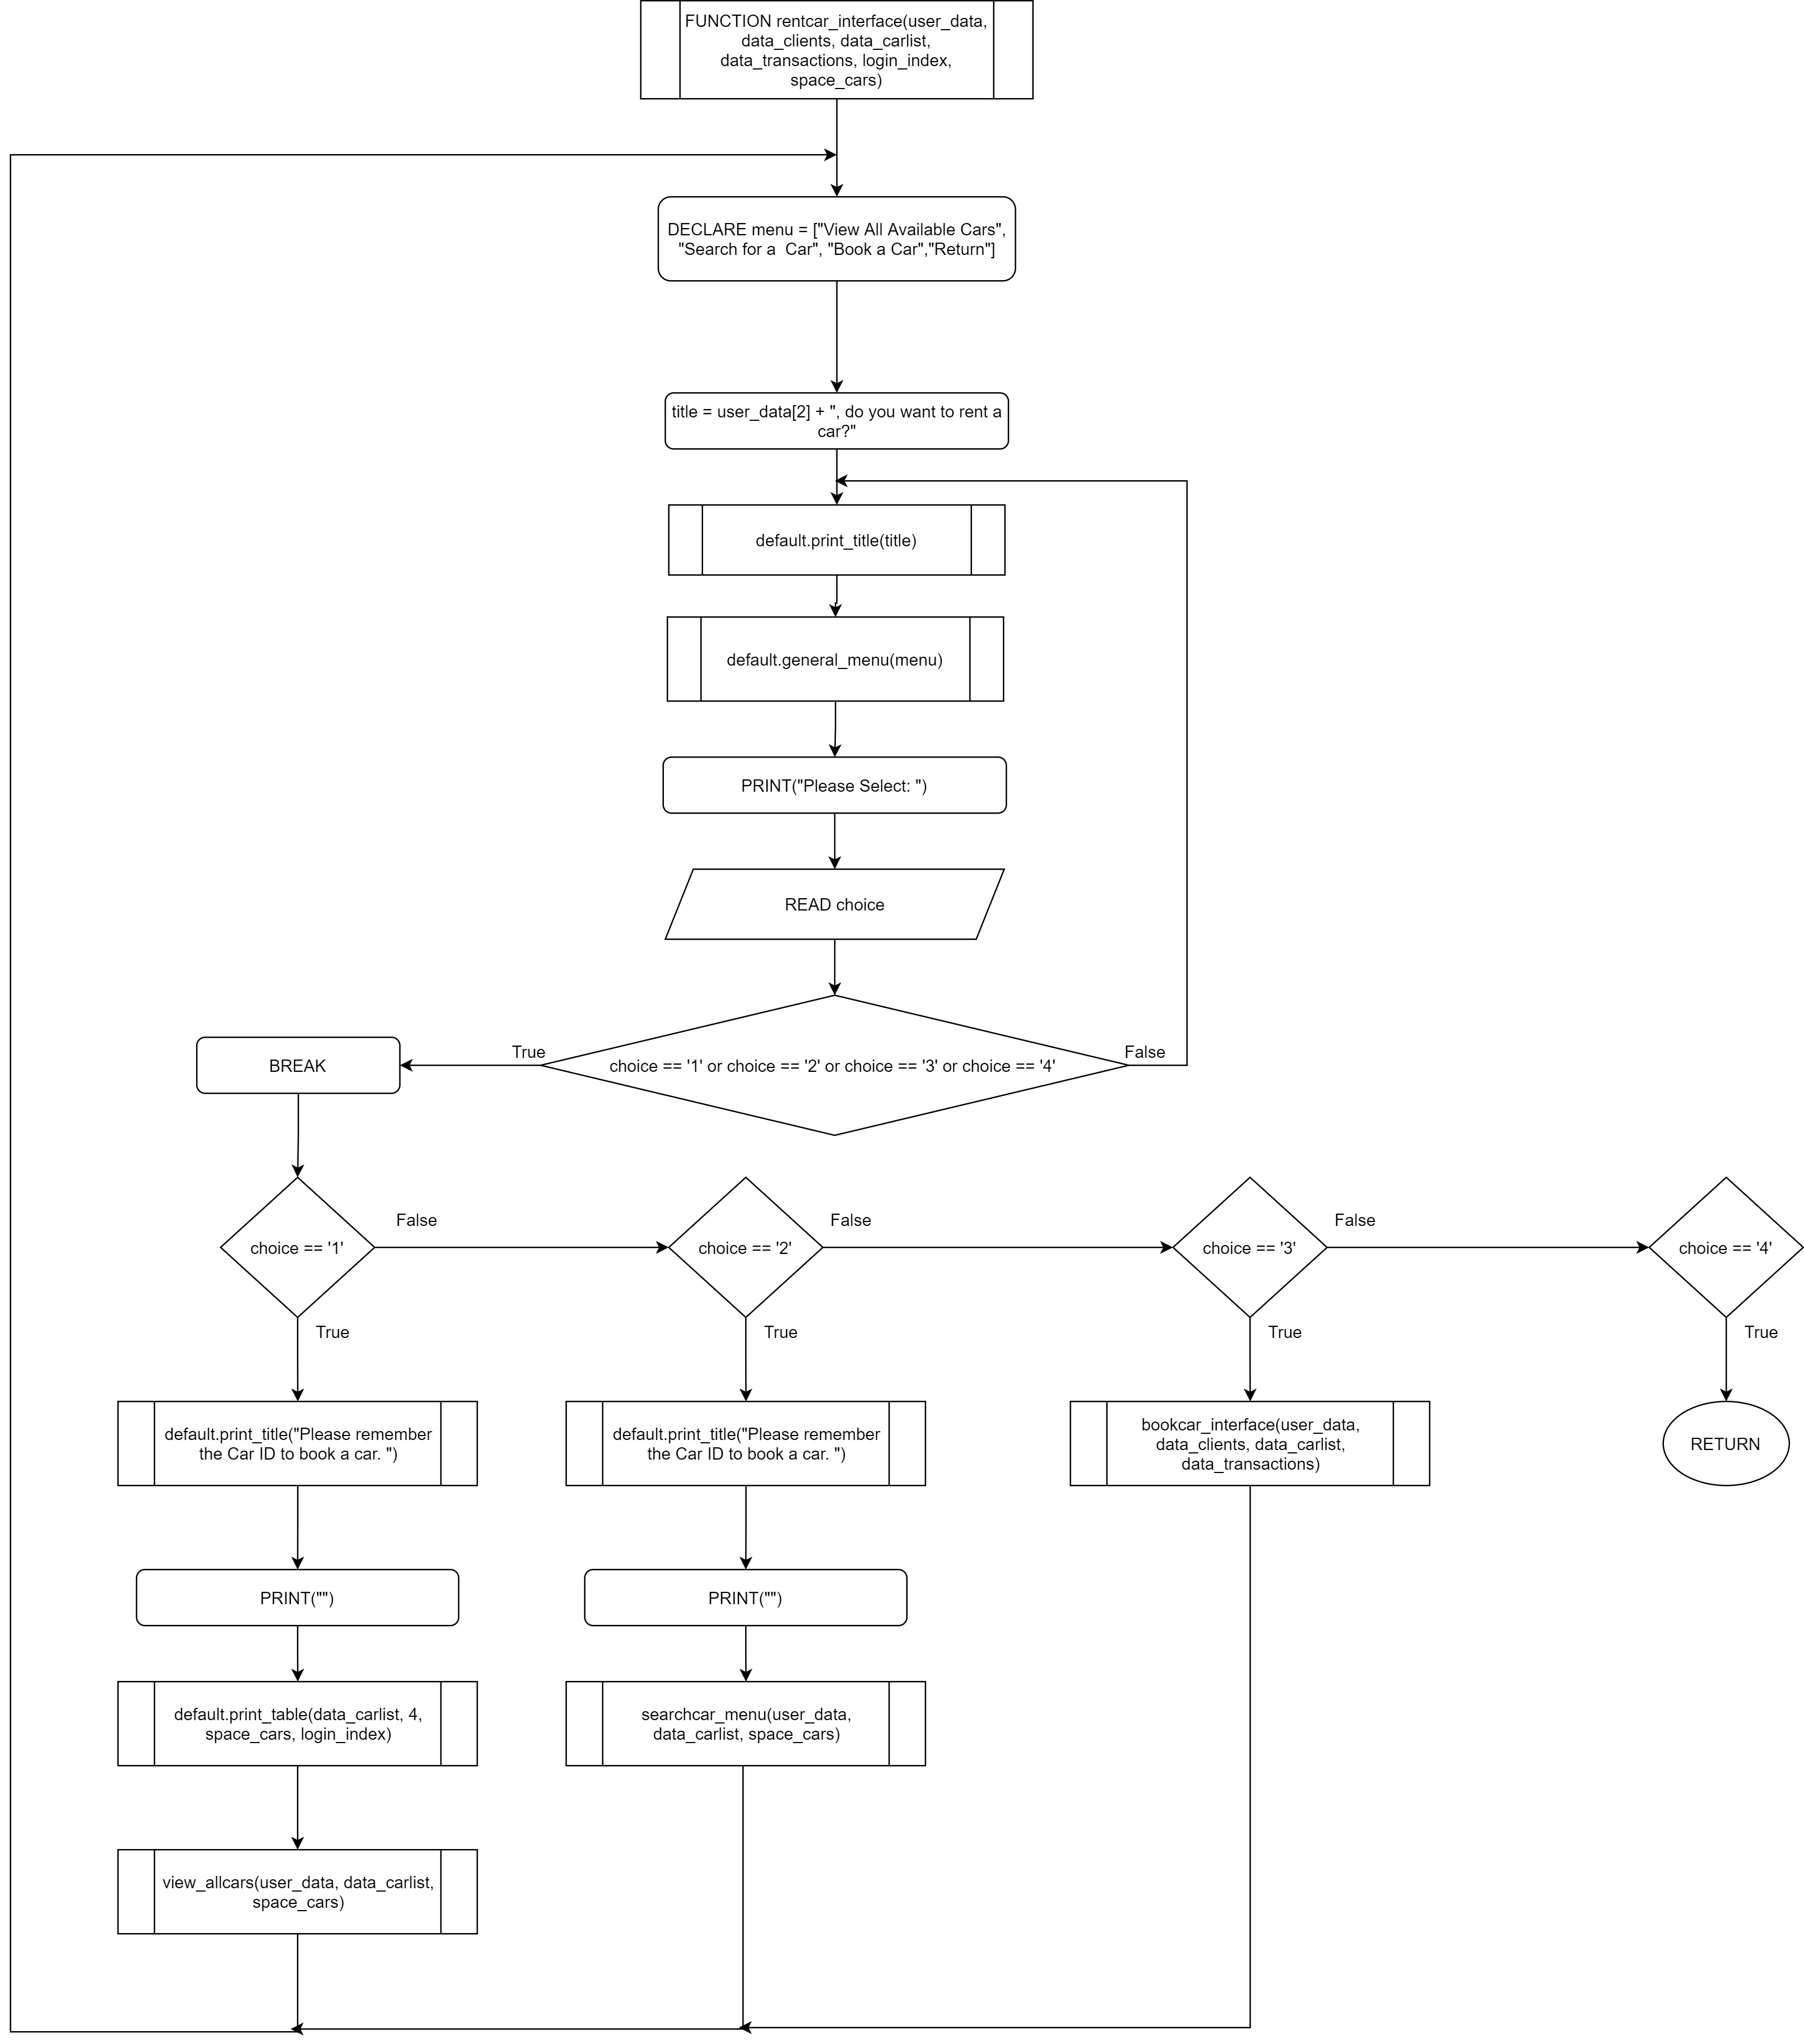 FUNCTION rentcar_interface(user_data,
data_clients, data_carlist,
data_transactions, login_index,
space_cars)
DECLARE menu = ["View All Available Cars",
"Search for a  Car", "Book a Car","Return"]
title = user_data[2] + ", do you want to rent a
car?"
default.print_title(title)
default.general_menu(menu)
PRINT("Please Select: ")
READ choice
choice == '1' or choice == '2' or choice == '3' or choice == '4'
True
False
BREAK
choice == '1'
False
choice == '2'
False
choice == '3'
False
choice == '4'
True
True
True
True
default.print_title("Please remember
the Car ID to book a car. ")
default.print_title("Please remember
the Car ID to book a car. ")
bookcar_interface(user_data,
data_clients, data_carlist,
data_transactions)
RETURN
PRINT("")
PRINT("")
default.print_table(data_carlist, 4,
space_cars, login_index)
searchcar_menu(user_data,
data_carlist, space_cars)
view_allcars(user_data, data_carlist,
space_cars)